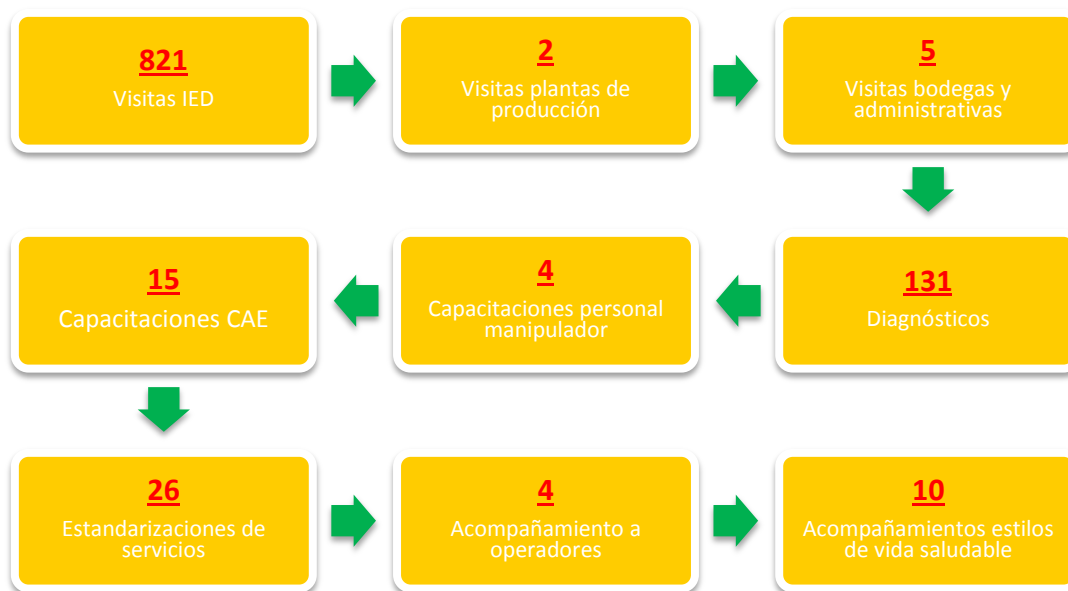 821
Visitas IED
2
Visitas plantas de
producción
5
Visitas bodegas y
administrativas
131
Diagnósticos
4
Capacitaciones personal
manipulador
15
Capacitaciones CAE
26
Estandarizaciones de
servicios
4
Acompañamiento a
operadores
10
Acompañamientos estilos
de vida saludable